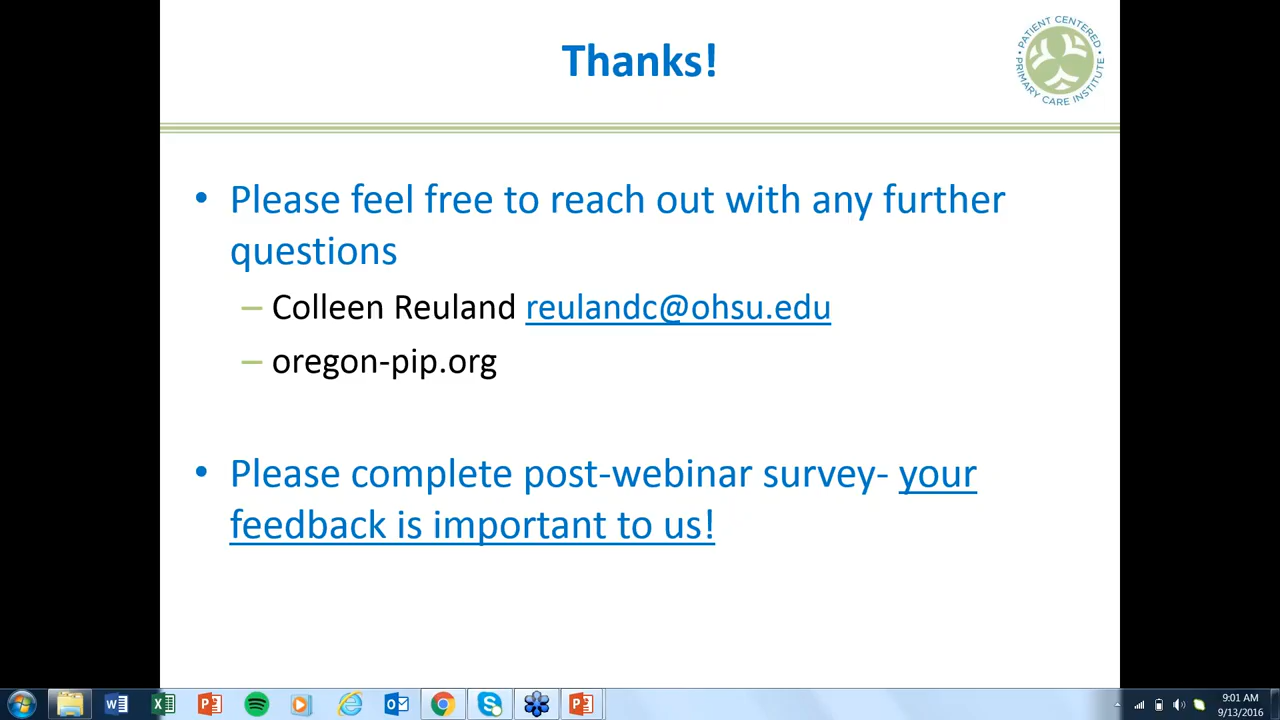 Thanks!
PATIENT CENTERED
PRIMARY CARE INSTITUTE
• Please feel free to reach out with any further
questions
– Colleen Reuland reulandc@ohsu.edu
– oregon-pip.org
• Please complete post-webinar survey- your
feedback is important to us!
9:01 AM
9/13/2016